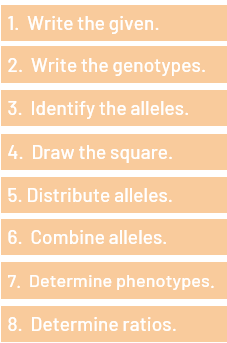 1. Write the given.
2. Write the genotypes.
3. Identify the alleles.
4. Draw the square.
5. Distribute alleles.
6. Combine alleles.
7. Determine phenotypes.
8. Determine ratios.